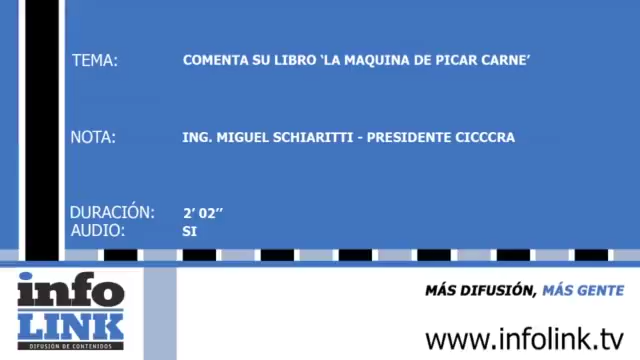 TEMA: COMENTA SU LIBRO ‘LA MAQUINA DE PICAR CARNE’
NOTA: ING. MIGUEL SCHIARITTI - PRESIDENTE CICCCRA
DURACIÓN: 2’ 02’’
AUDIO: SI
info
LINK
DIFUSIÓN DE CONTENIDOS
MÁS DIFUSIÓN, MÁS GENTE
www.infolink.tv